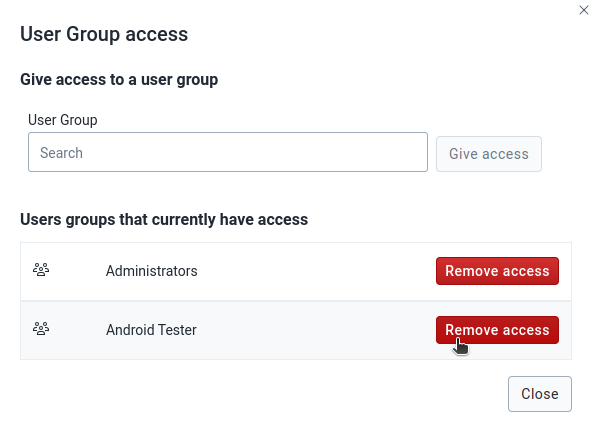 User Group access
Give access to a user group
User Group
Search
Give access
Users groups that currently have access
Administrators
Remove access
Android Tester
Remove access
Close